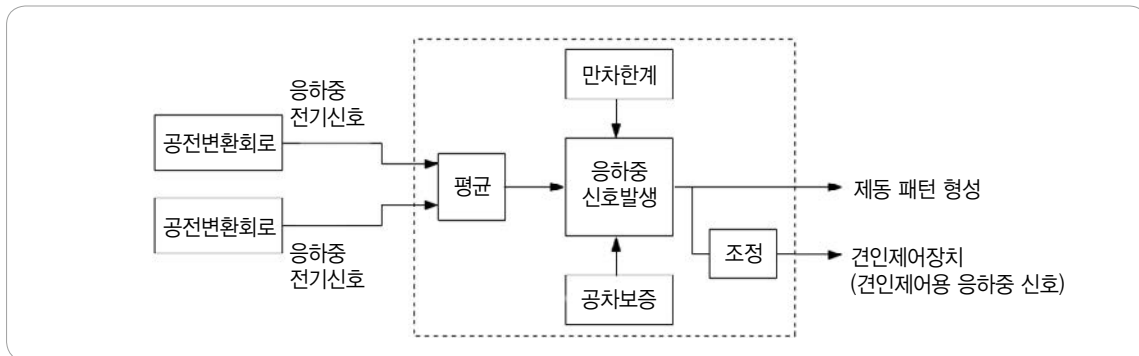 만차한계
응하중
전기신호
공전변환회로
평균
응하중
신호발생
제동 패턴 형성
공전변환회로
응하중
전기신호
조정
견인제어장치
(견인제어용 응하중 신호)
공차보증